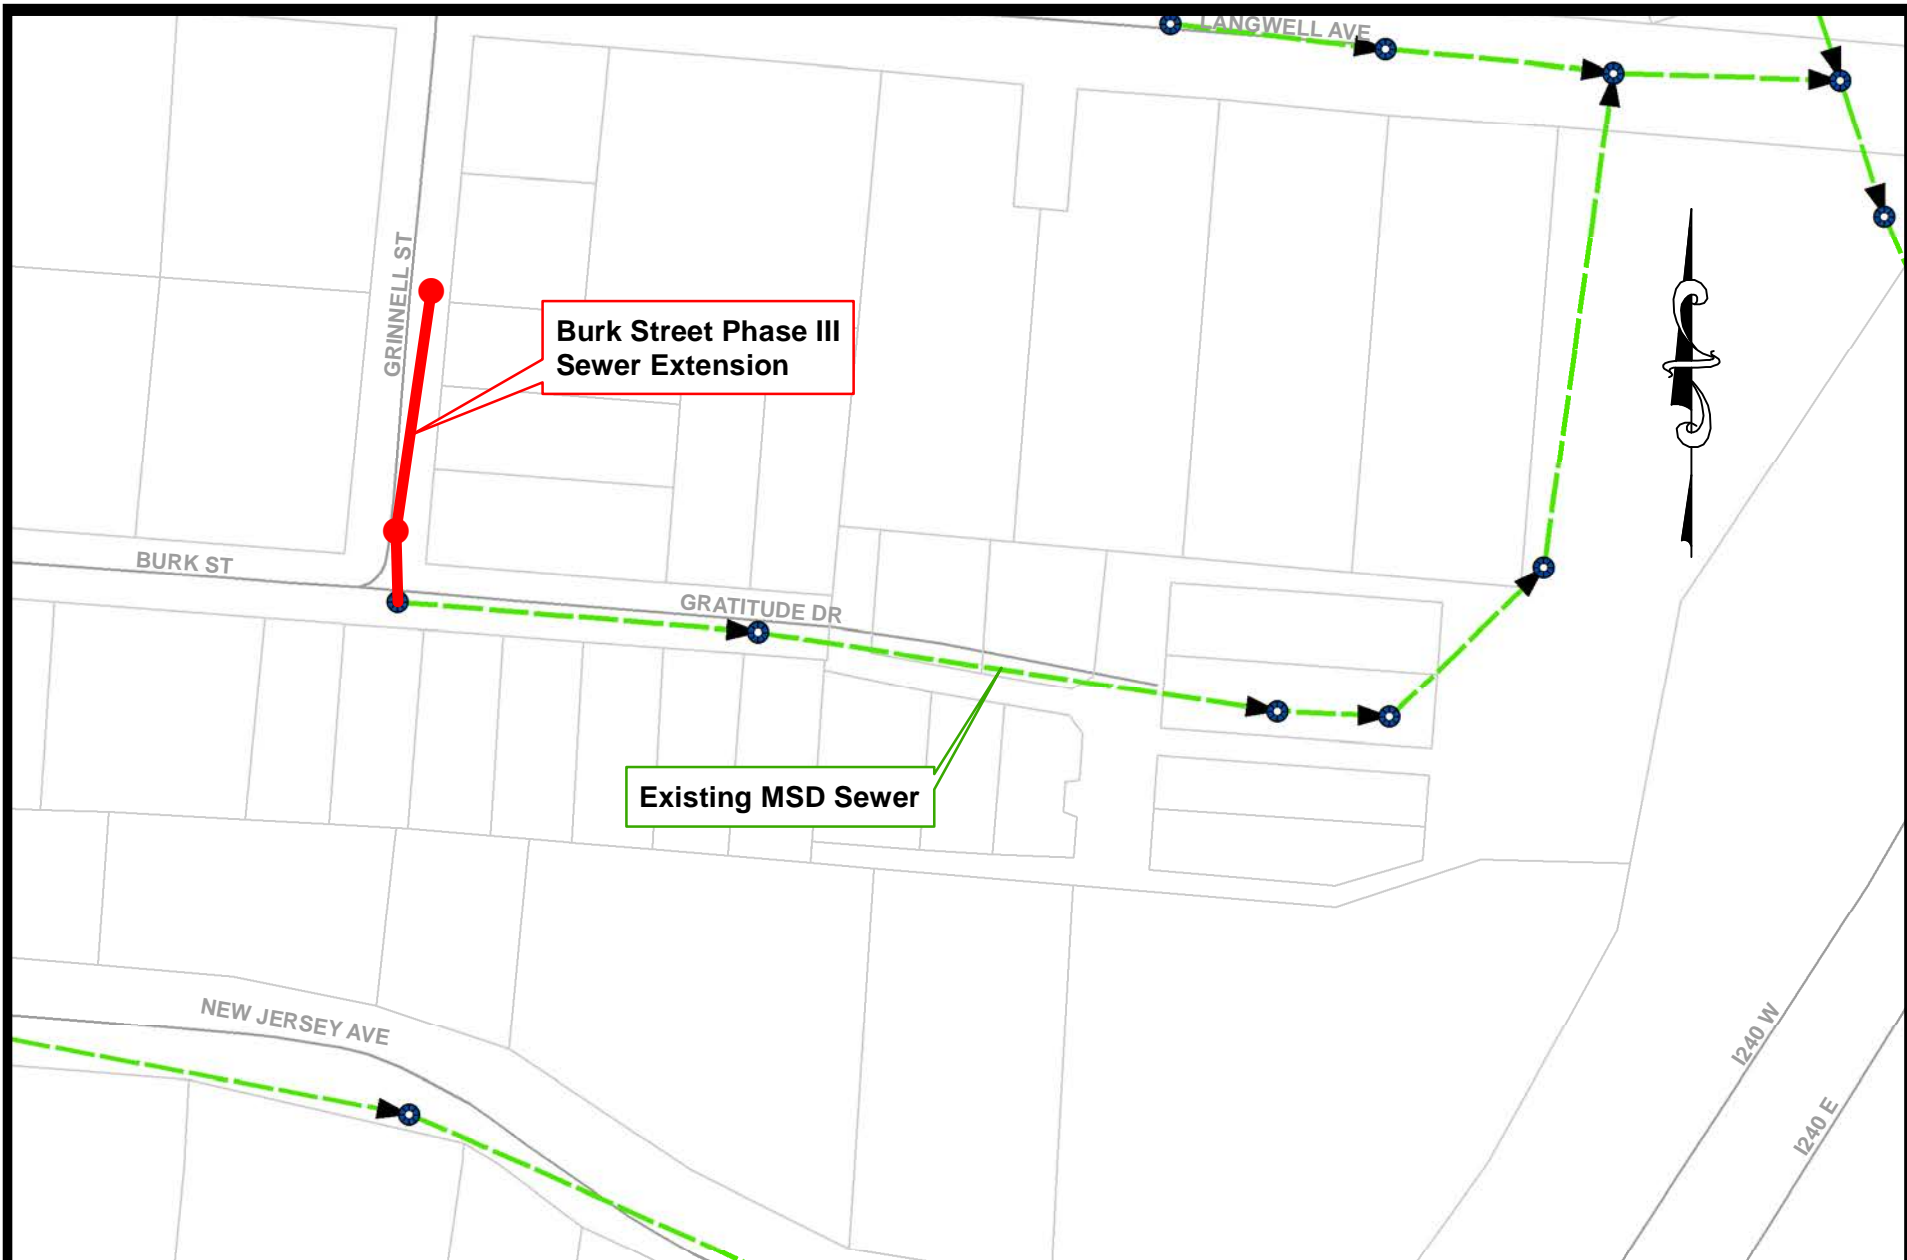 LANGWELL AVE
GRINNELL ST
Burk Street Phase III
Sewer Extension
BURK ST
GRATITUDE DR
Existing MSD Sewer
NEW JERSEY AVE
I240 W
I240 E